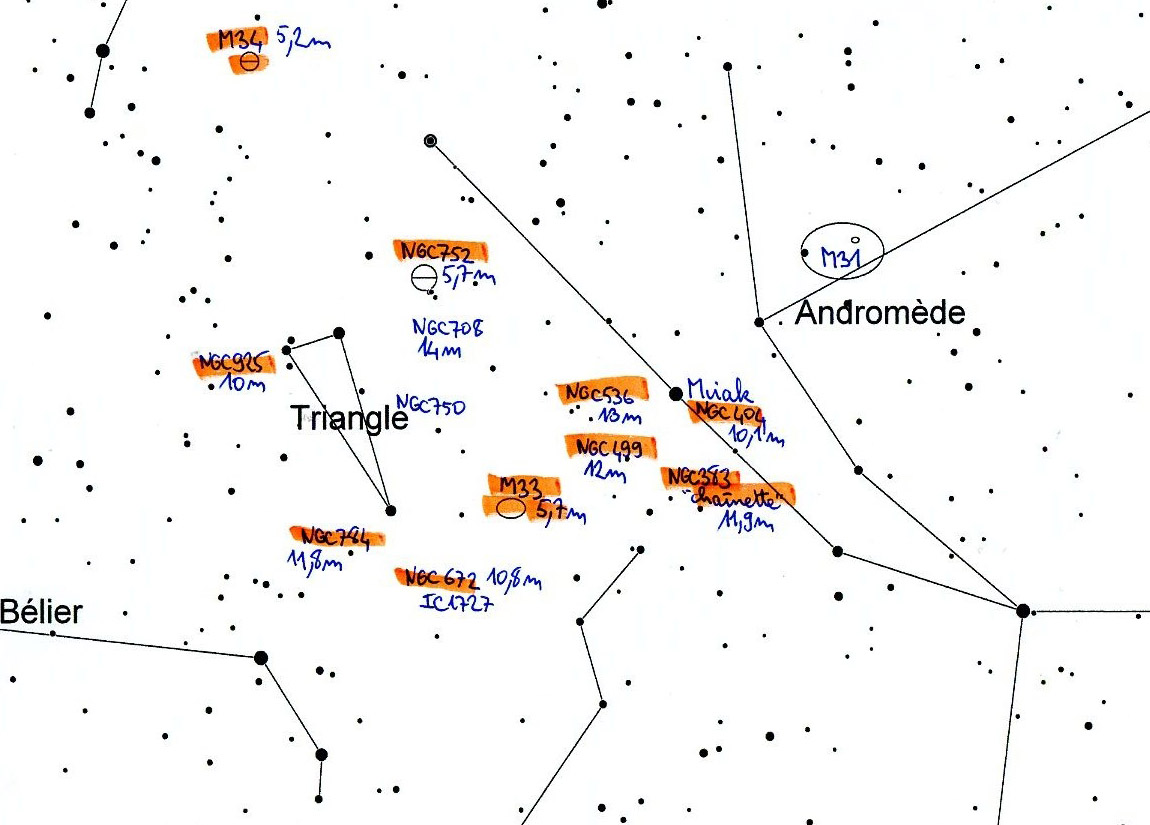 M34 5,2m
NGC752
5,7m
M31
Andromède
NGC708
14m
NGC925
10m
Triangle
NGC750
NGC536
13m
Mirak
NGC404
10,1m
NGC499
12m
NGC383
"chaînette"
11,9m
M33
5,7m
NGC784
11,8m
NGC672 10,8m
IC1727
Bélier